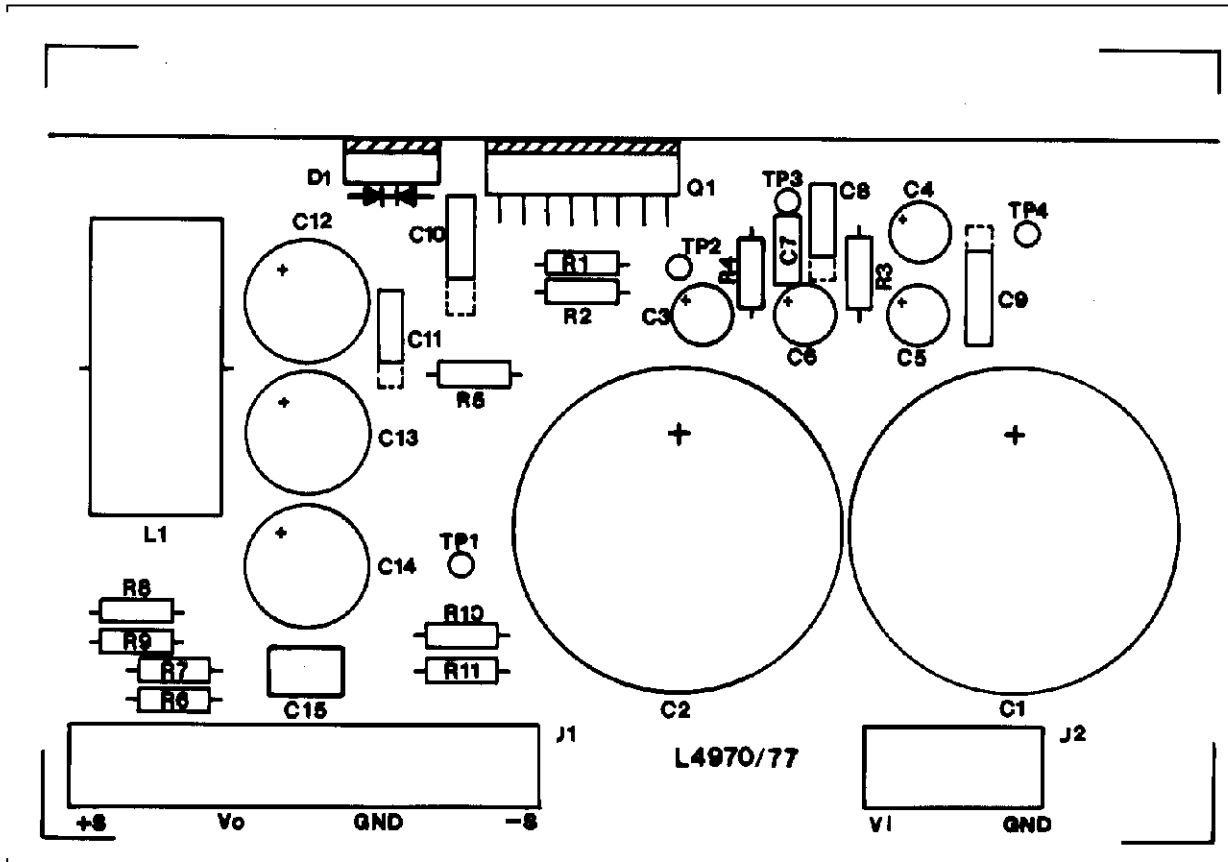 D1
Q1
TP3
C8
C4
TP4
C12
C10
C7
TP2
R4
R3
R1
R2
C3
C6
C5
C9
C11
R5
C13
L1
C14
TP1
R8
R9
R10
R7
R11
R6
C15
C2
C1
J1
J2
L4970/77
+S Vo GND -S
Vi GND